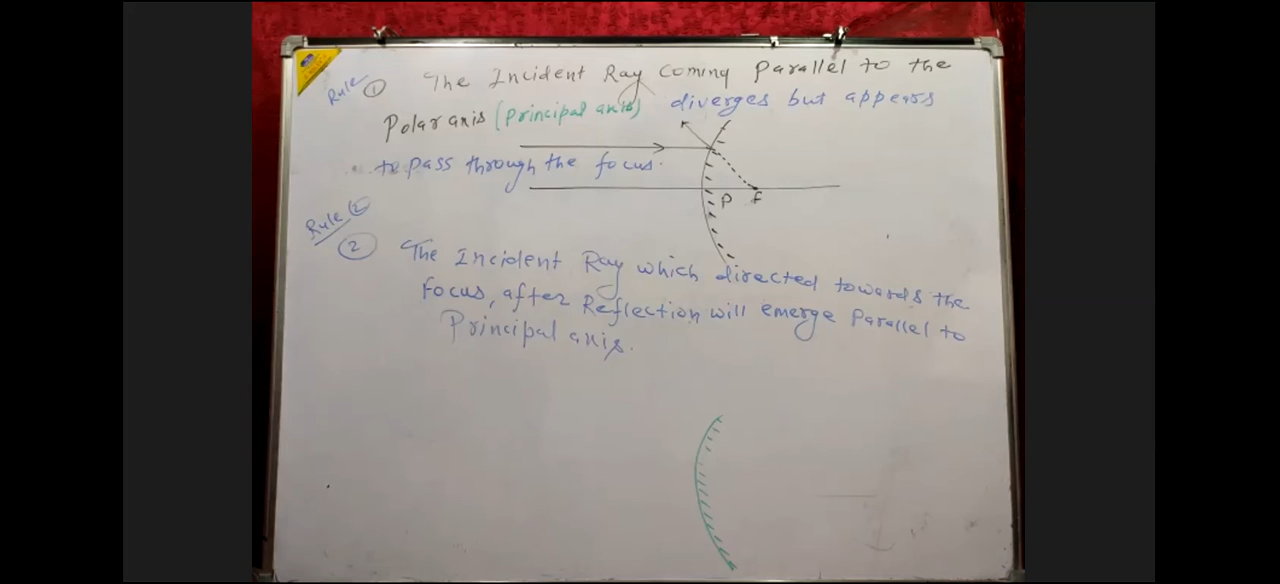 Rule ① The Incident Ray Coming Parallel to the
Polar axis (Principal axis) diverges but appears
to pass through the focus.
P F
Rule ②
② The Incident Ray which directed towards the
Focus, after Reflection will emerge Parallel to
Principal axis.